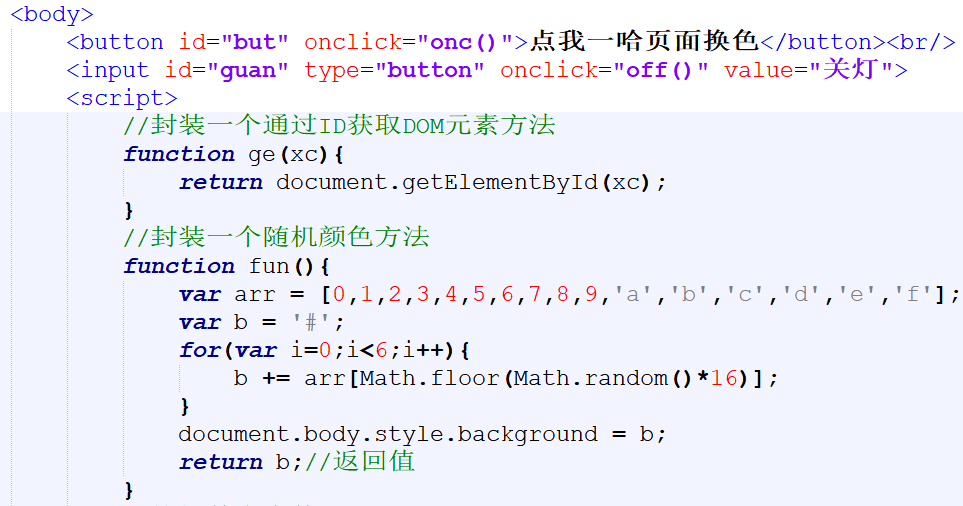 <body>
<button id="but" onclick="onc()">点我一哈页面换色</button><br/>
<input id="guan" type="button" onclick="off()" value="关灯">
<script>
//封装一个通过ID获取DOM元素方法
function ge(xc){
return document.getElementById(xc);
}
//封装一个随机颜色方法
function fun(){
var arr = [0,1,2,3,4,5,6,7,8,9,'a','b','c','d','e','f'];
var b = '#';
for(var i=0;i<6;i++){
b += arr[Math.floor(Math.random()*16)];
}
document.body.style.background = b;
return b;//返回值
}